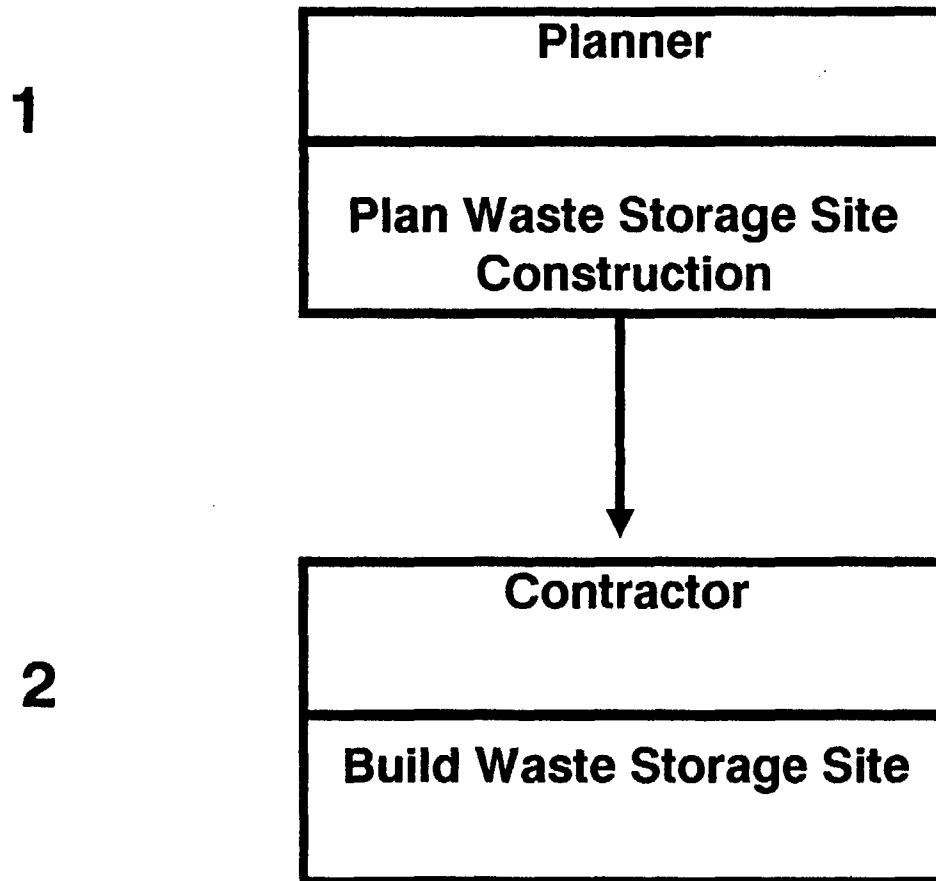 1
Planner
Plan Waste Storage Site
Construction
2
Contractor
Build Waste Storage Site